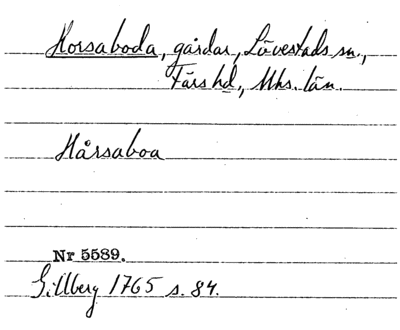 Horsaboda, gårdar, Lövestads sn.,
Färs hd, Mhs. län.
Hårsaboa
Nr 5589.
Gillberg 1765 s. 84.